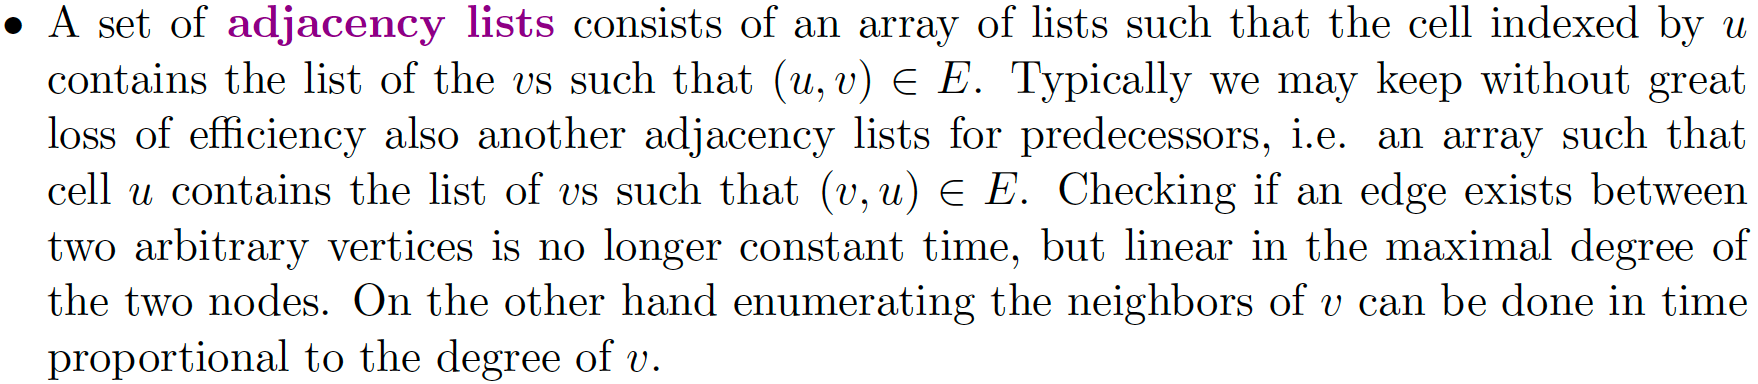 • A set of adjacency lists consists of an array of lists such that the cell indexed by u
contains the list of the vs such that (u, v) ∈ E. Typically we may keep without great
loss of efficiency also another adjacency lists for predecessors, i.e. an array such that
cell u contains the list of vs such that (v, u) ∈ E. Checking if an edge exists between
two arbitrary vertices is no longer constant time, but linear in the maximal degree of
the two nodes. On the other hand enumerating the neighbors of v can be done in time
proportional to the degree of v.